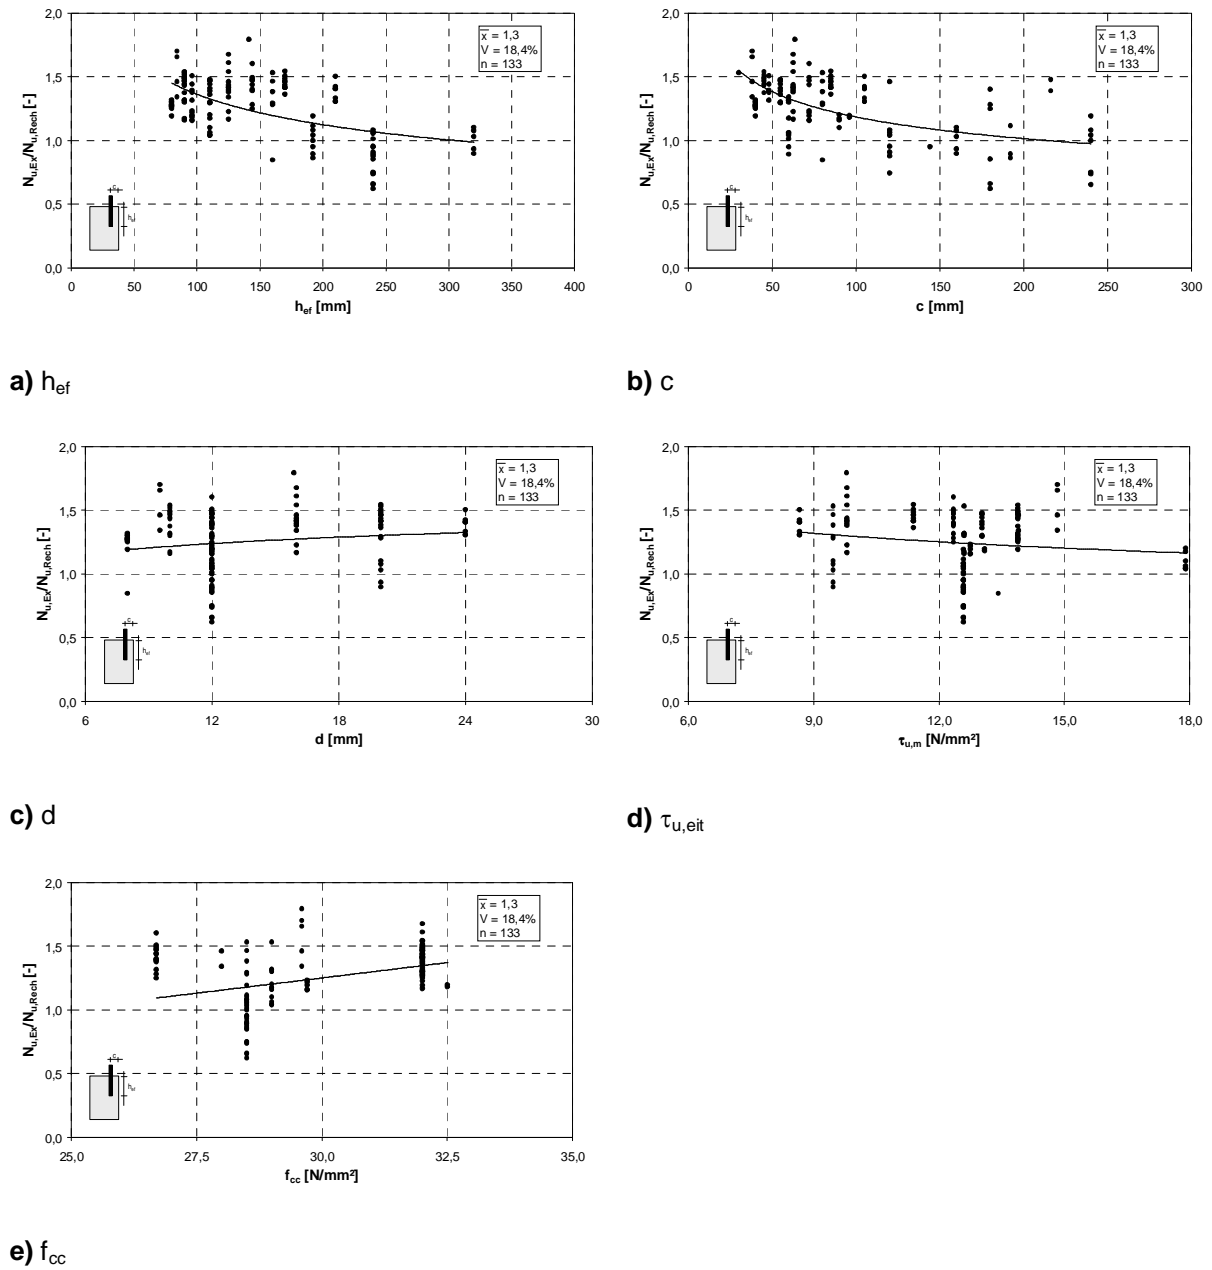 2,0
x̅ = 1,3
V = 18,4%
n = 133
1,5
1,0
0,5
0,0
N_u,Ex/N_u,Rech [-]
c
h_ef
0 50 100 150 200 250 300 350 400
h_ef [mm]
2,0
x̅ = 1,3
V = 18,4%
n = 133
1,5
1,0
0,5
0,0
N_u,Ex/N_u,Rech [-]
c
h_ef
0 50 100 150 200 250 300
c [mm]
a) h_ef
b) c
2,0
x̅ = 1,3
V = 18,4%
n = 133
1,5
1,0
0,5
0,0
N_u,Ex/N_u,Rech [-]
c
h_ef
6 12 18 24 30
d [mm]
2,0
x̅ = 1,3
V = 18,4%
n = 133
1,5
1,0
0,5
0,0
N_u,Ex/N_u,Rech [-]
c
h_ef
6,0 9,0 12,0 15,0 18,0
τ_u,m [N/mm²]
c) d
d) τ_u,eit
2,0
x̅ = 1,3
V = 18,4%
n = 133
1,5
1,0
0,5
0,0
N_u,Ex/N_u,Rech [-]
c
h_ef
25,0 27,5 30,0 32,5 35,0
f_cc [N/mm²]
e) f_cc